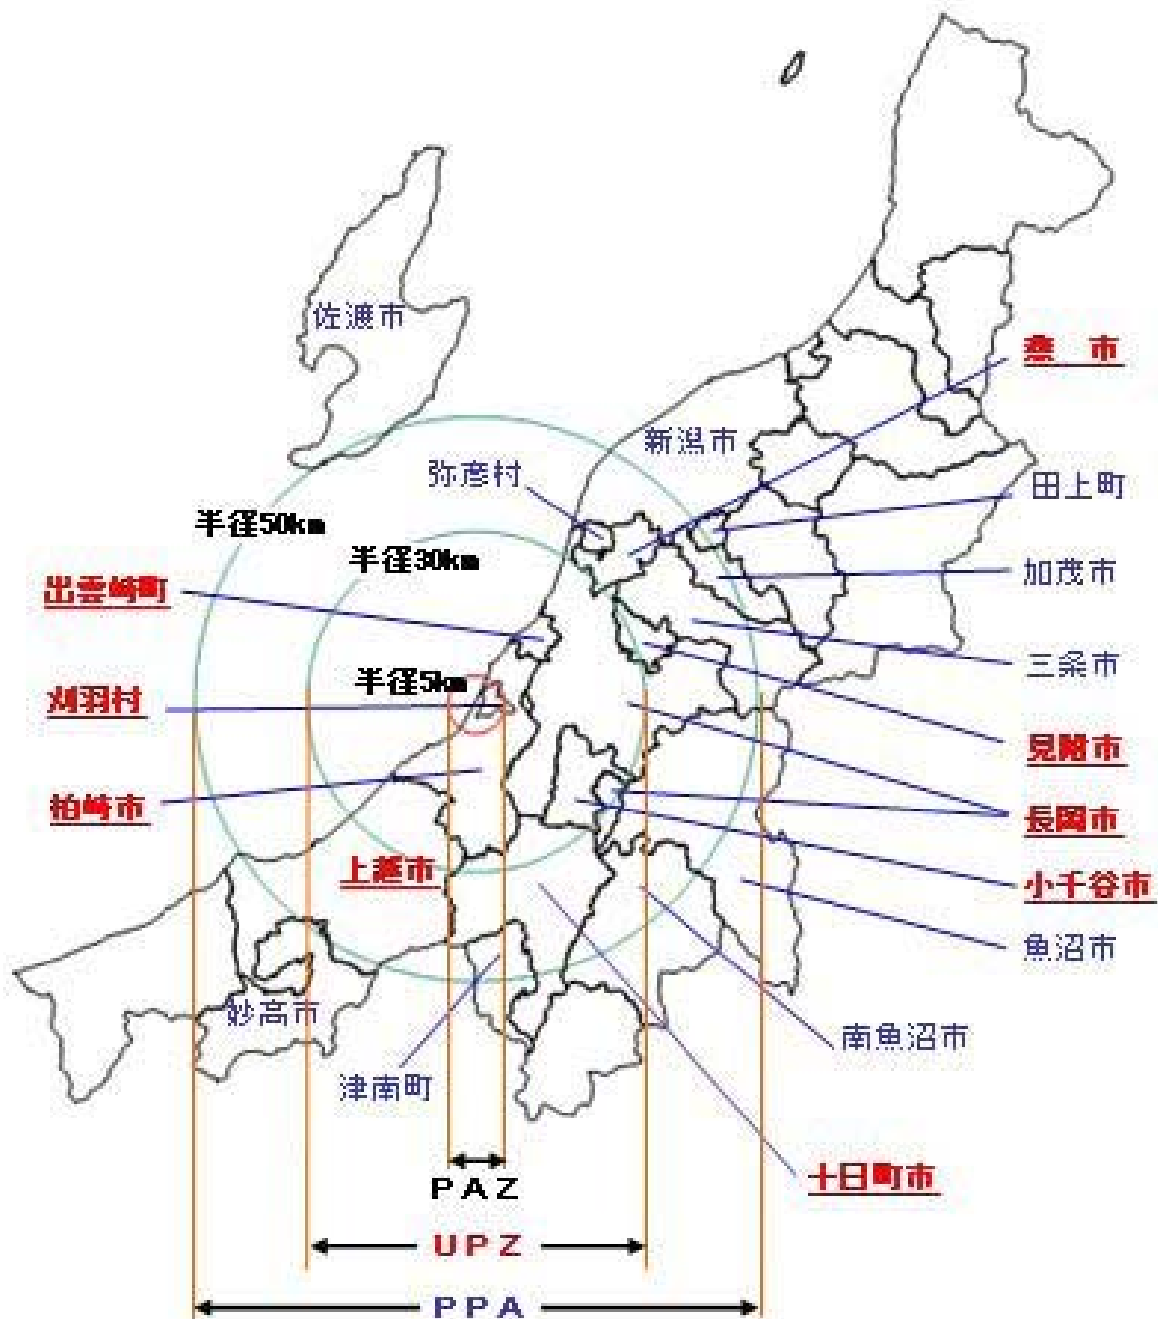 佐渡市
燕　市
新潟市
弥彦村
田上町
半径50km
半径30km
加茂市
出雲崎町
三条市
半径5km
刈羽村
見附市
柏崎市
長岡市
上越市
小千谷市
魚沼市
妙高市
南魚沼市
津南町
十日町市
PAZ
UPZ
PPA